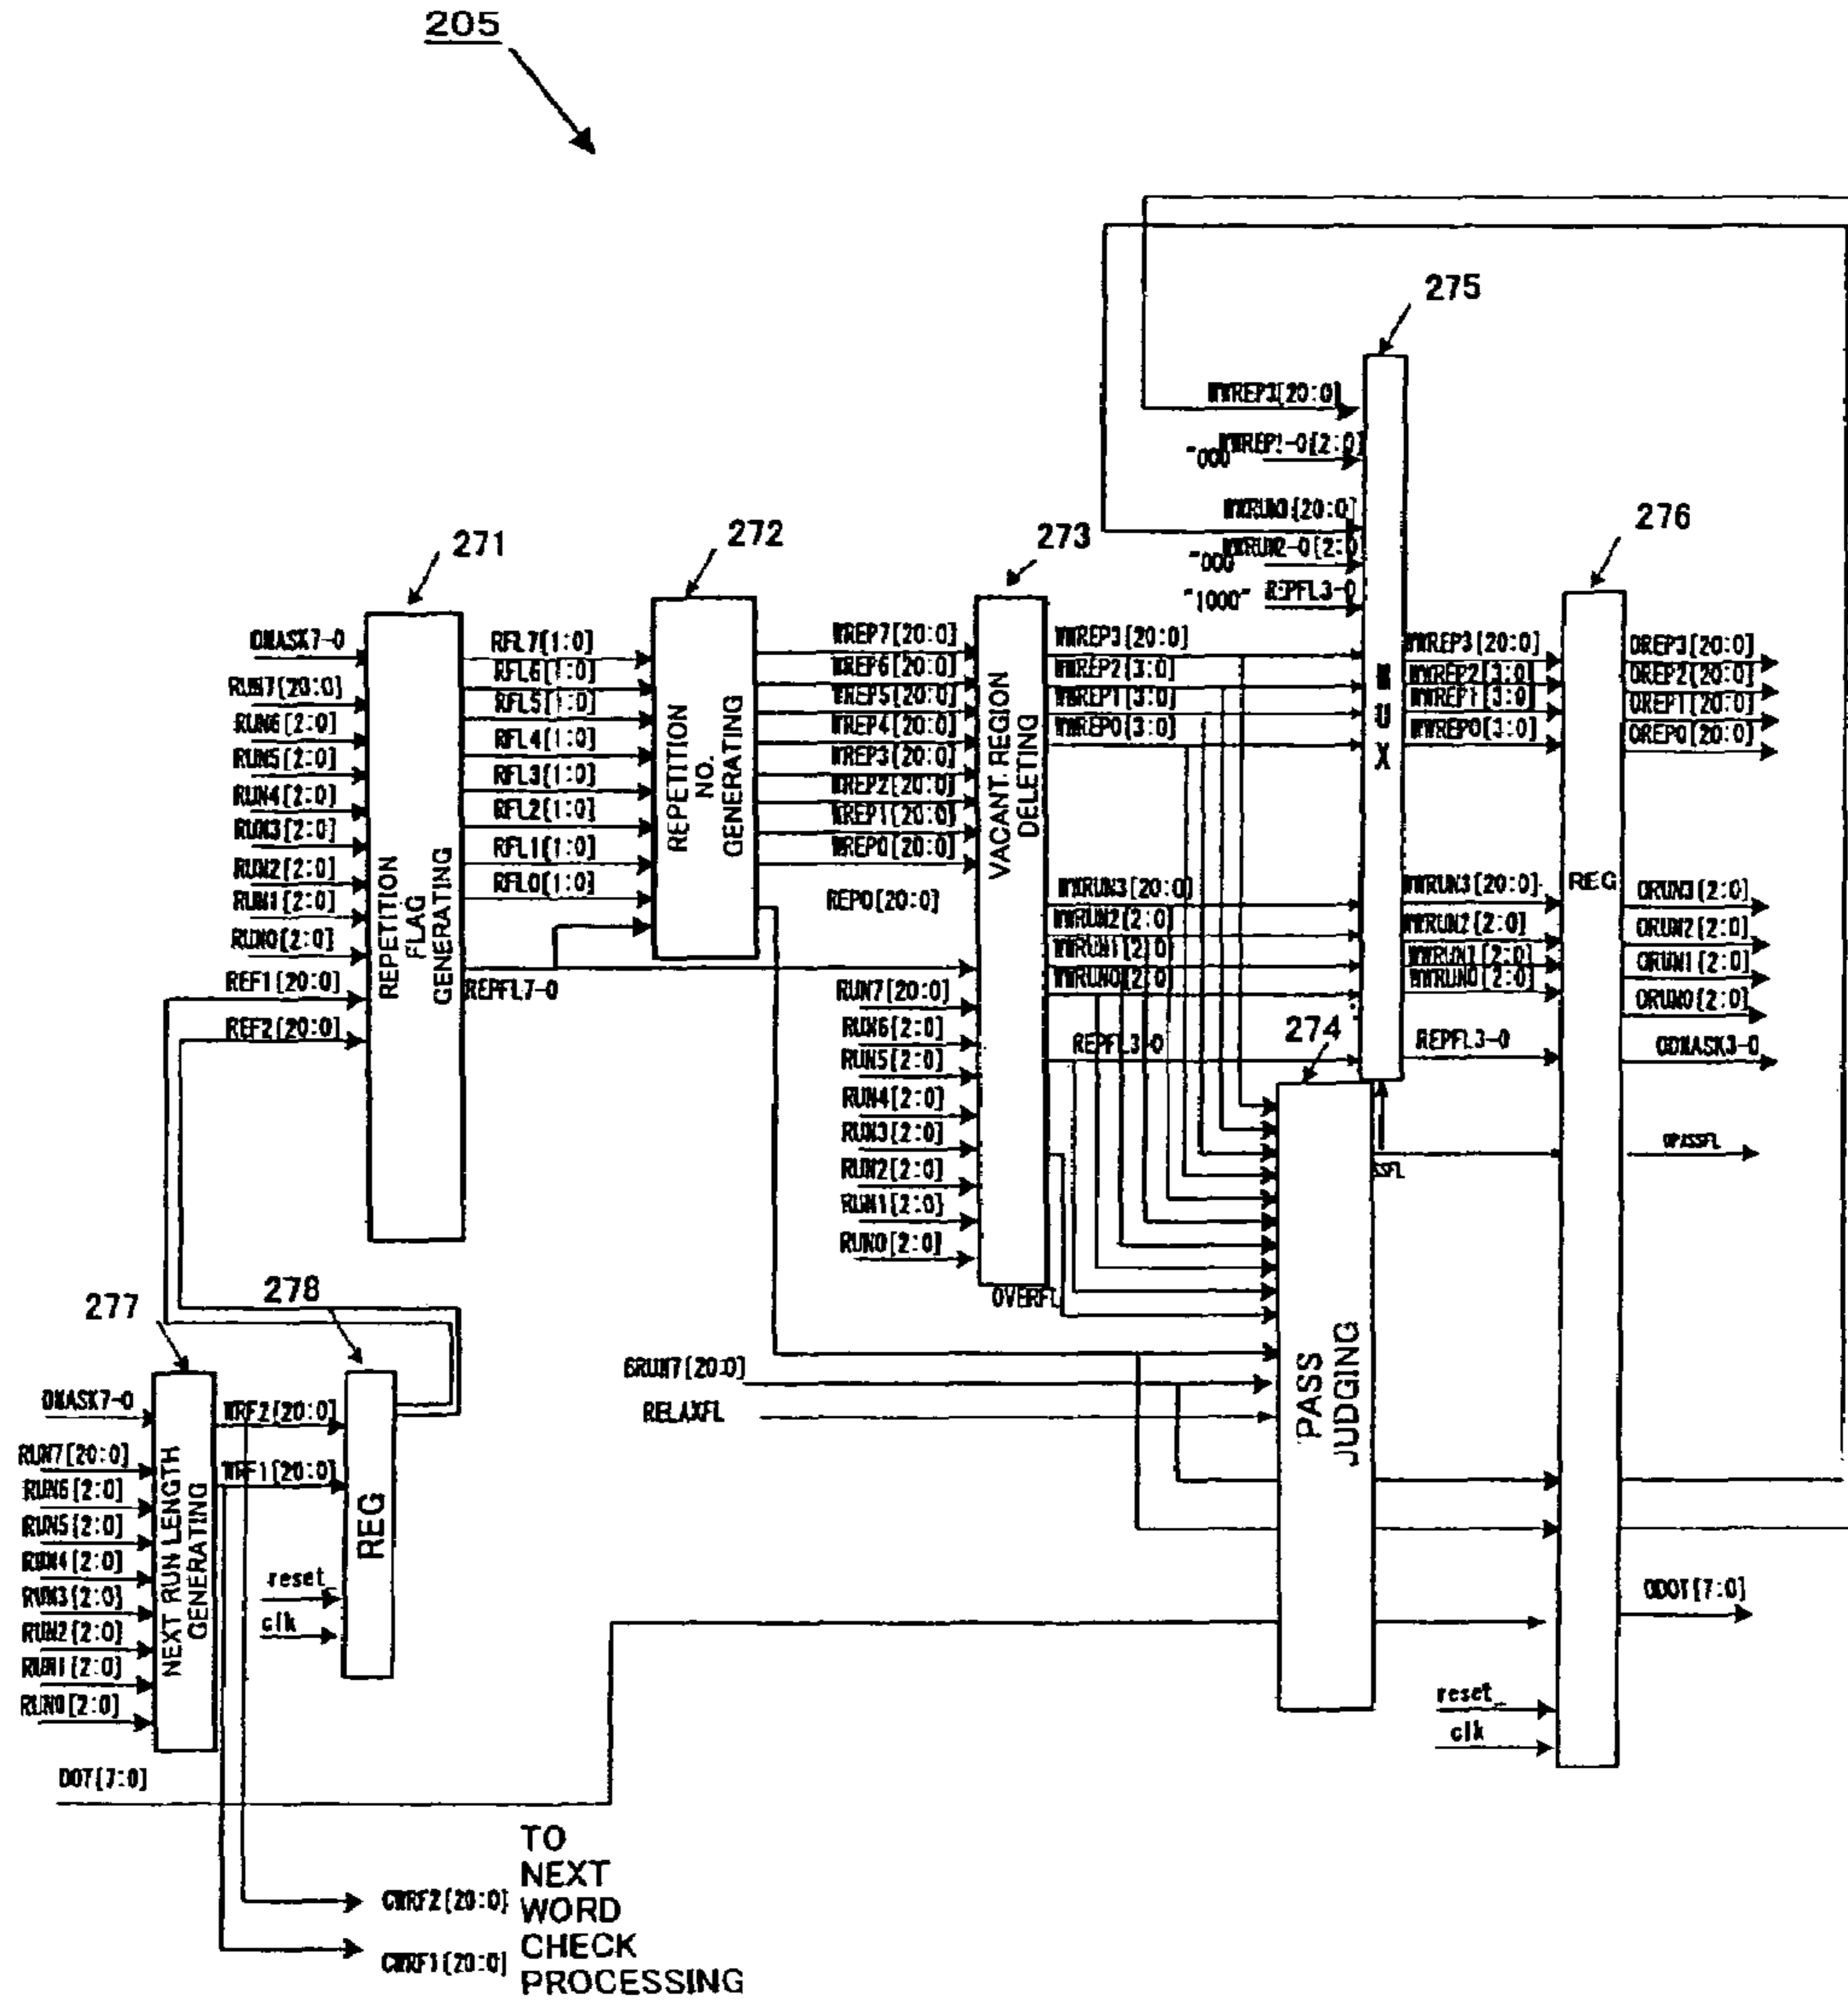 205
275
WWREP3[20:0]
WWREP2-0[2:0]
"000
WWRUN3[20:0]
WWRUN2-0[2:0]
"000
"1000" REPFL3-0
276
271
272
273
DMASK7-0
RUN7[20:0]
RUN6[2:0]
RUN5[2:0]
RUN4[2:0]
RUN3[2:0]
RUN2[2:0]
RUN1[2:0]
RUN0[2:0]
REF1[20:0]
REF2[20:0]
REPETITION
FLAG
GENERATING
RFL7[1:0]
RFL6[1:0]
RFL5[1:0]
RFL4[1:0]
RFL3[1:0]
RFL2[1:0]
RFL1[1:0]
RFL0[1:0]
REPFL7-0
REPETITION
NO.
GENERATING
WREP7[20:0]
WREP6[20:0]
WREP5[20:0]
WREP4[20:0]
WREP3[20:0]
WREP2[20:0]
WREP1[20:0]
WREP0[20:0]
REP0[20:0]
RUN7[20:0]
RUN6[2:0]
RUN5[2:0]
RUN4[2:0]
RUN3[2:0]
RUN2[2:0]
RUN1[2:0]
RUN0[2:0]
VACANT REGION
DELETING
WWREP3[20:0]
WWREP2[3:0]
WWREP1[3:0]
WWREP0[3:0]
WWRUN3[20:0]
WWRUN2[2:0]
WWRUN1[2:0]
WWRUN0[2:0]
REPFL3-0
OVERFL
MUX
WWREP3[20:0]
WWREP2[3:0]
WWREP1[3:0]
WWREP0[3:0]
WWRUN3[20:0]
WWRUN2[2:0]
WWRUN1[2:0]
WWRUN0[2:0]
REPFL3-0
REG
OREP3[20:0]
OREP2[20:0]
OREP1[20:0]
OREP0[20:0]
ORUN3[2:0]
ORUN2[2:0]
ORUN1[2:0]
ORUN0[2:0]
ODMASK3-0
OPASSFL
274
SSFL
PASS
JUDGING
BRUN7[20:0]
RELAXFL
277
278
DMASK7-0
RUN7[20:0]
RUN6[2:0]
RUN5[2:0]
RUN4[2:0]
RUN3[2:0]
RUN2[2:0]
RUN1[2:0]
RUN0[2:0]
NEXT RUN LENGTH
GENERATING
WRF2[20:0]
WRF1[20:0]
reset_
clk
REG
ODOT[7:0]
reset_
clk
DOT[7:0]
CWRF2[20:0]
CWRF1[20:0]
TO
NEXT
WORD
CHECK
PROCESSING